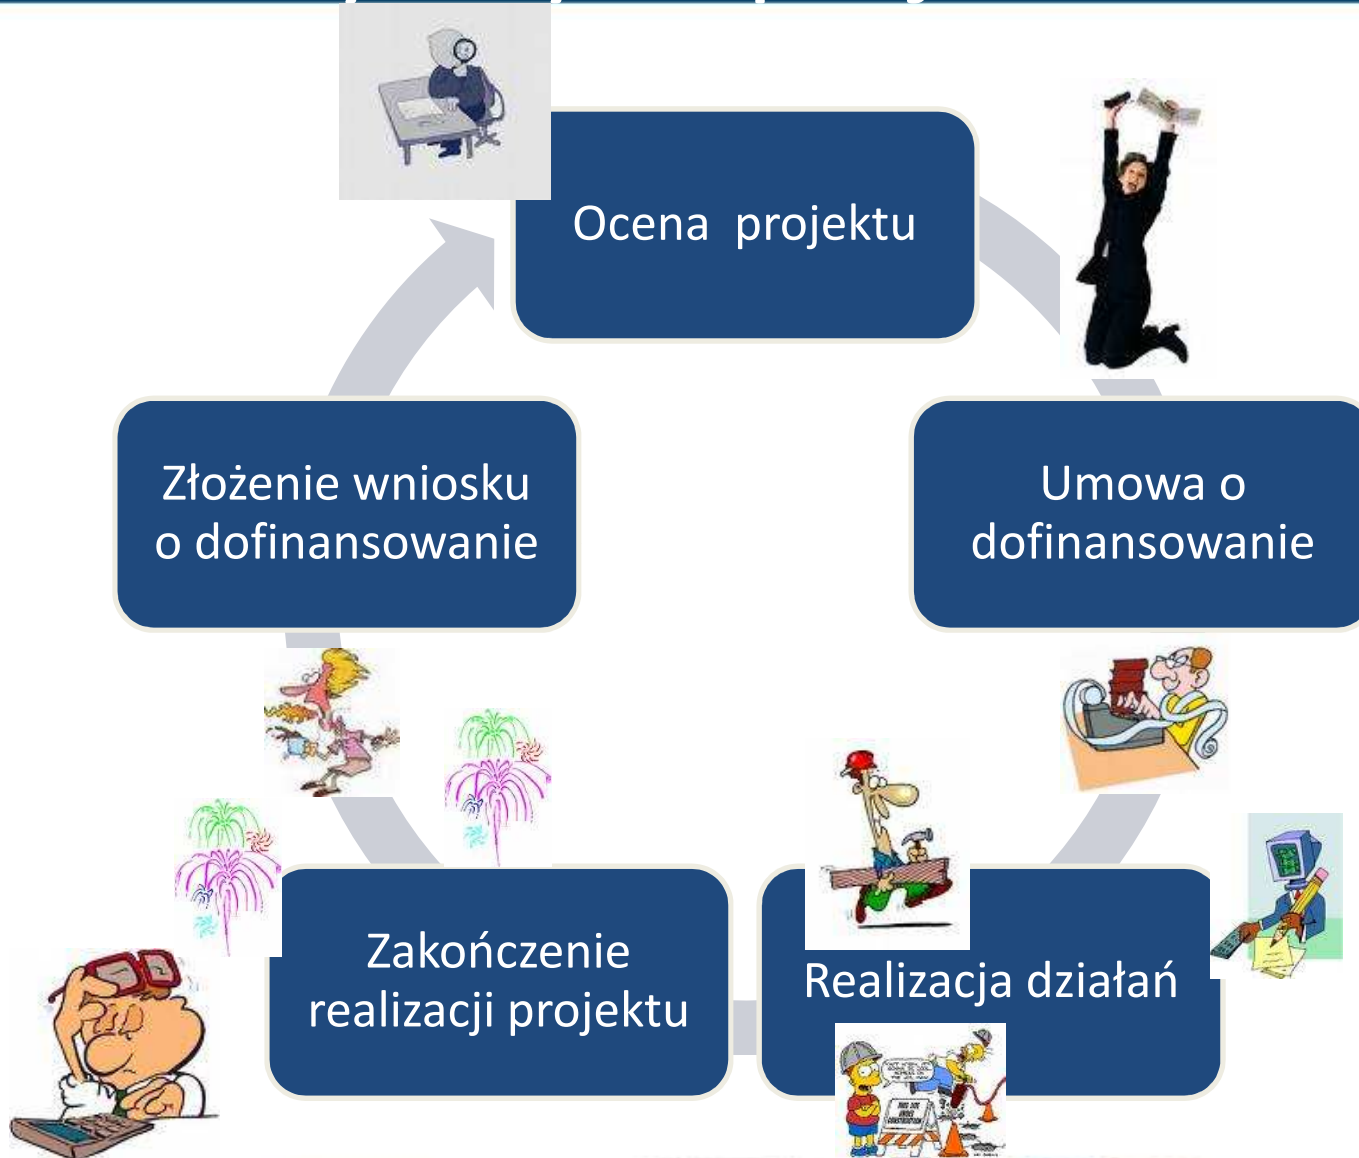 Ocena projektu
Złożenie wniosku
o dofinansowanie
Umowa o
dofinansowanie
Zakończenie
realizacji projektu
Realizacja działań